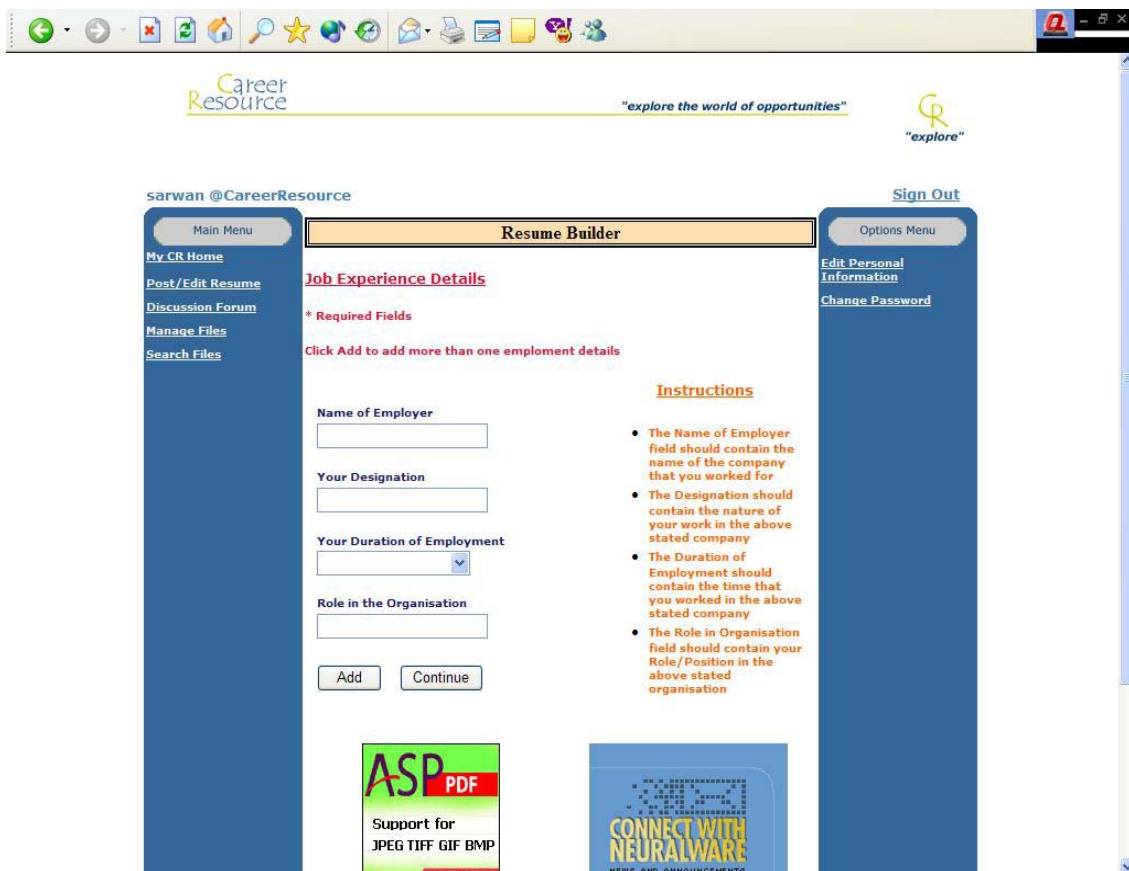 Career
Resource
"explore the world of opportunities"
CR
"explore"
sarwan @CareerResource
Sign Out
Main Menu
My CR Home
Post/Edit Resume
Discussion Forum
Manage Files
Search Files
Resume Builder
Job Experience Details
* Required Fields
Click Add to add more than one emploment details
Name of Employer
Your Designation
Your Duration of Employment
Role in the Organisation
Add
Continue
Instructions
The Name of Employer
field should contain the
name of the company
that you worked for
The Designation should
contain the nature of
your work in the above
stated company
The Duration of
Employment should
contain the time that
you worked in the above
stated company
The Role in Organisation
field should contain your
Role/Position in the
above stated
organisation
Options Menu
Edit Personal
Information
Change Password
ASP PDF
Support for
JPEG TIFF GIF BMP
CONNECT WITH
NEURALWARE
NEWS AND ANNOUNCEMENTS